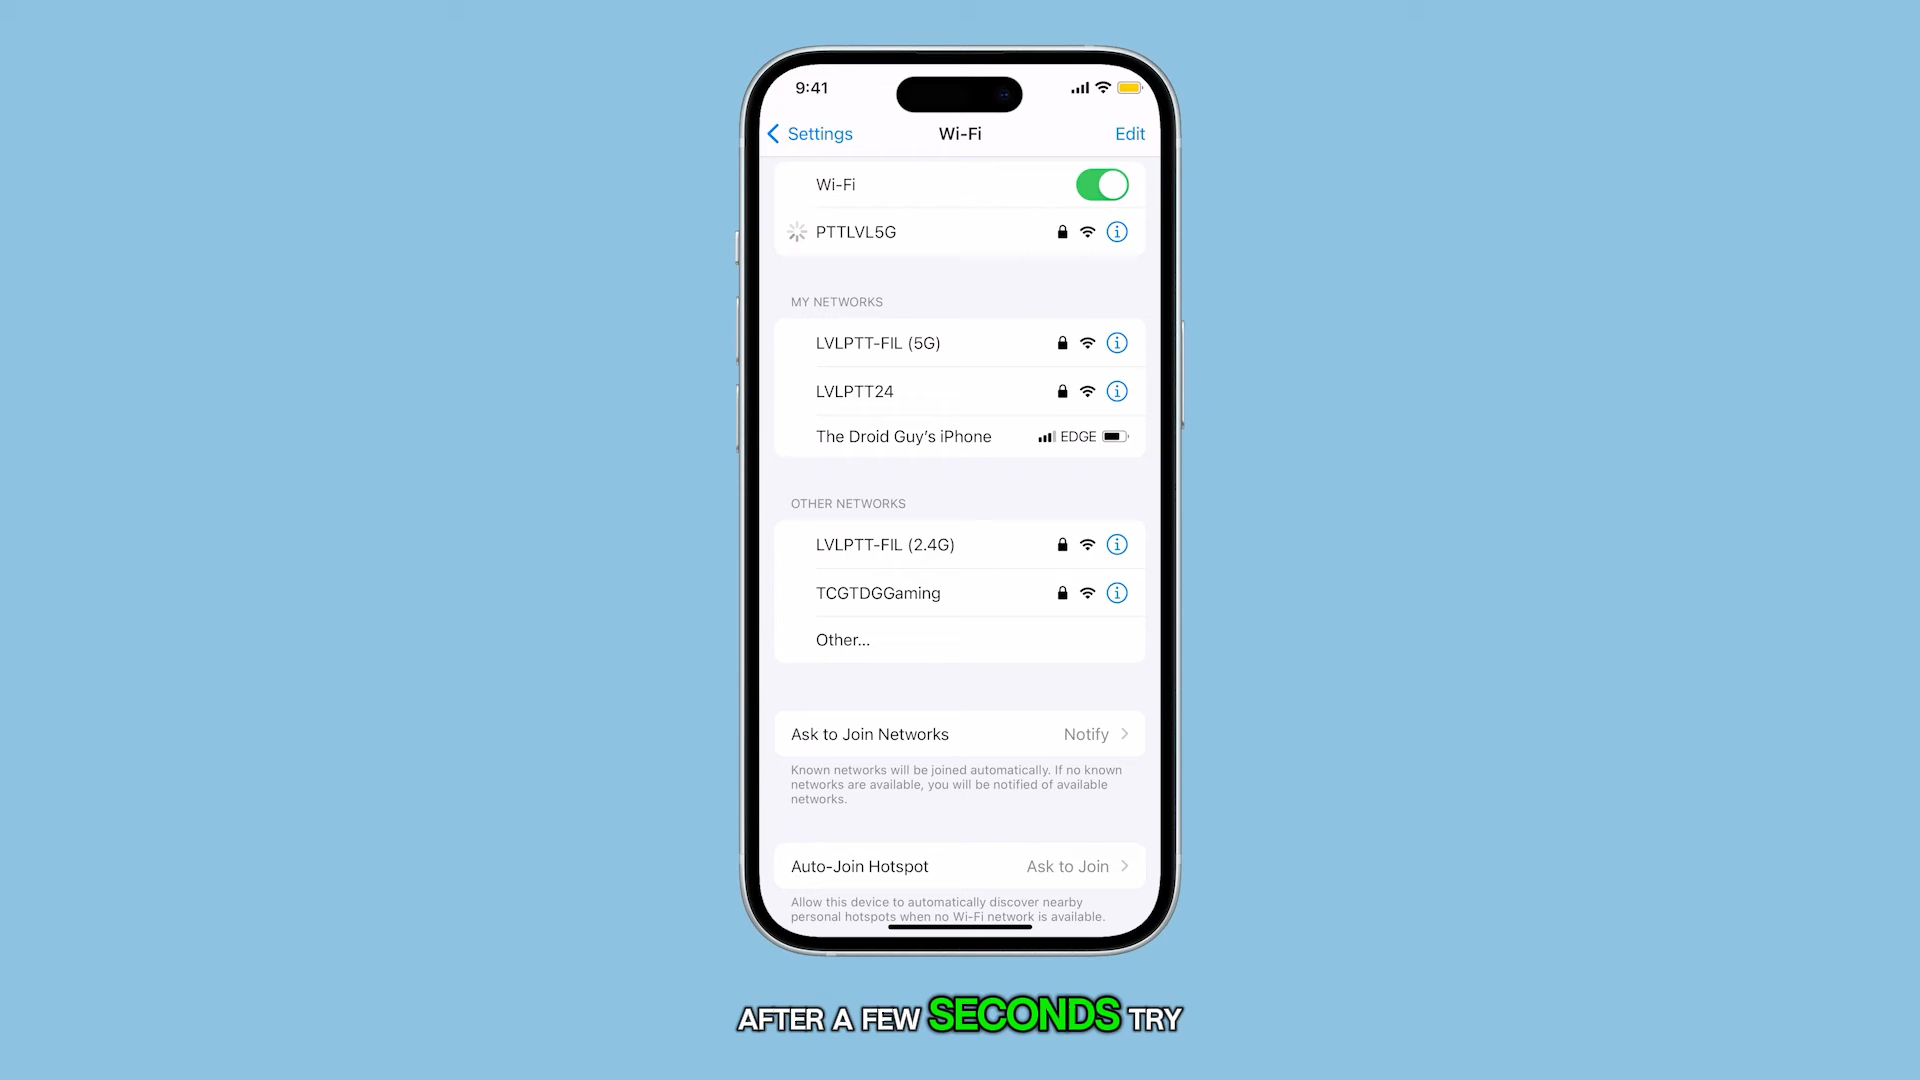 9:41
Settings
Wi-Fi
Edit
Wi-Fi
PTTLVL5G
MY NETWORKS
LVLPTT-FIL (5G)
LVLPTT24
The Droid Guy’s iPhone EDGE
OTHER NETWORKS
LVLPTT-FIL (2.4G)
TCGTDGGaming
Other...
Ask to Join Networks Notify
Known networks will be joined automatically. If no known
networks are available, you will be notified of available
networks.
Auto-Join Hotspot Ask to Join
Allow this device to automatically discover nearby
personal hotspots when no Wi-Fi network is available.
AFTER A FEW SECONDS TRY